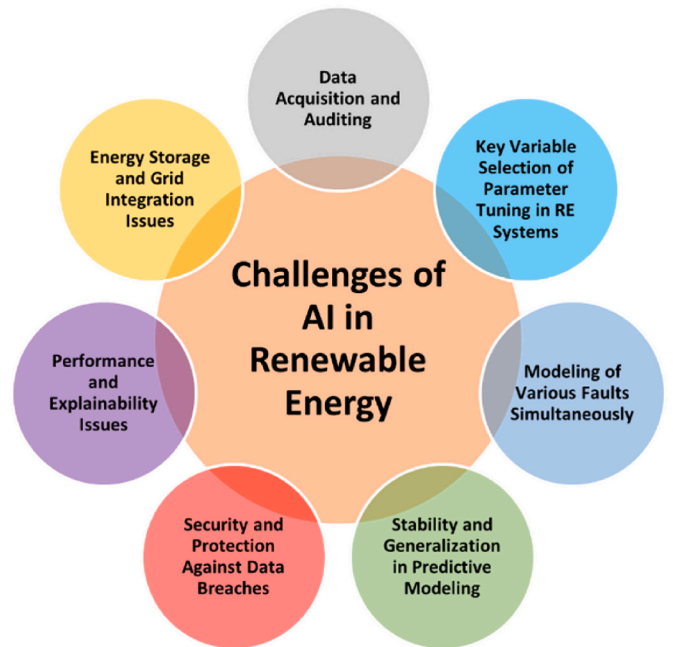 Data
Acquisition and
Auditing
Key Variable
Selection of
Parameter
Tuning in RE
Systems
Modeling of
Various Faults
Simultaneously
Stability and
Generalization
in Predictive
Modeling
Security and
Protection
Against Data
Breaches
Performance
and
Explainability
Issues
Energy Storage
and Grid
Integration
Issues
Challenges of
AI in
Renewable
Energy